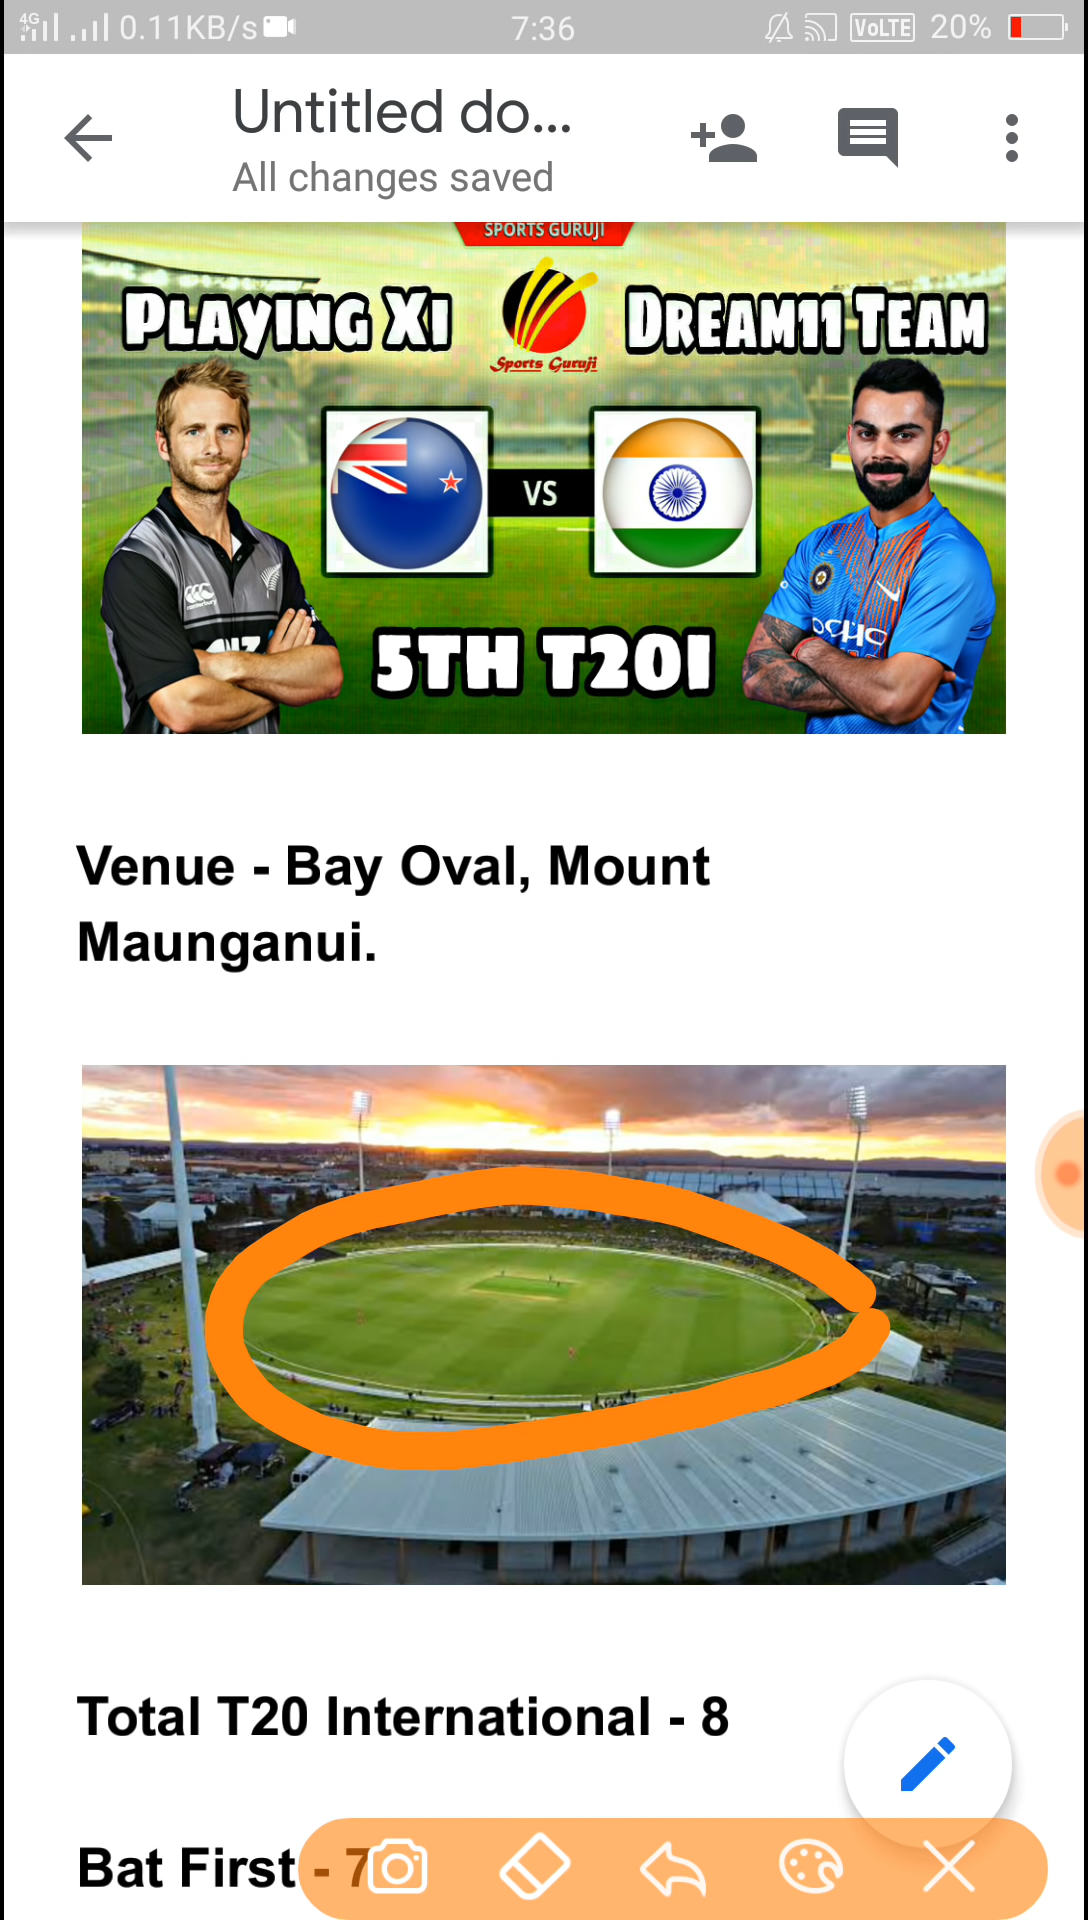 4G 0.11KB/s 7:36 VoLTE 20%
Untitled do...
All changes saved
SPORTS GURUJI
PLAYING XI DREAM11 TEAM
Sports Guruji
VS
canterbury
oppo
5TH T20I
Venue - Bay Oval, Mount
Maunganui.
Total T20 International - 8
Bat First - 7